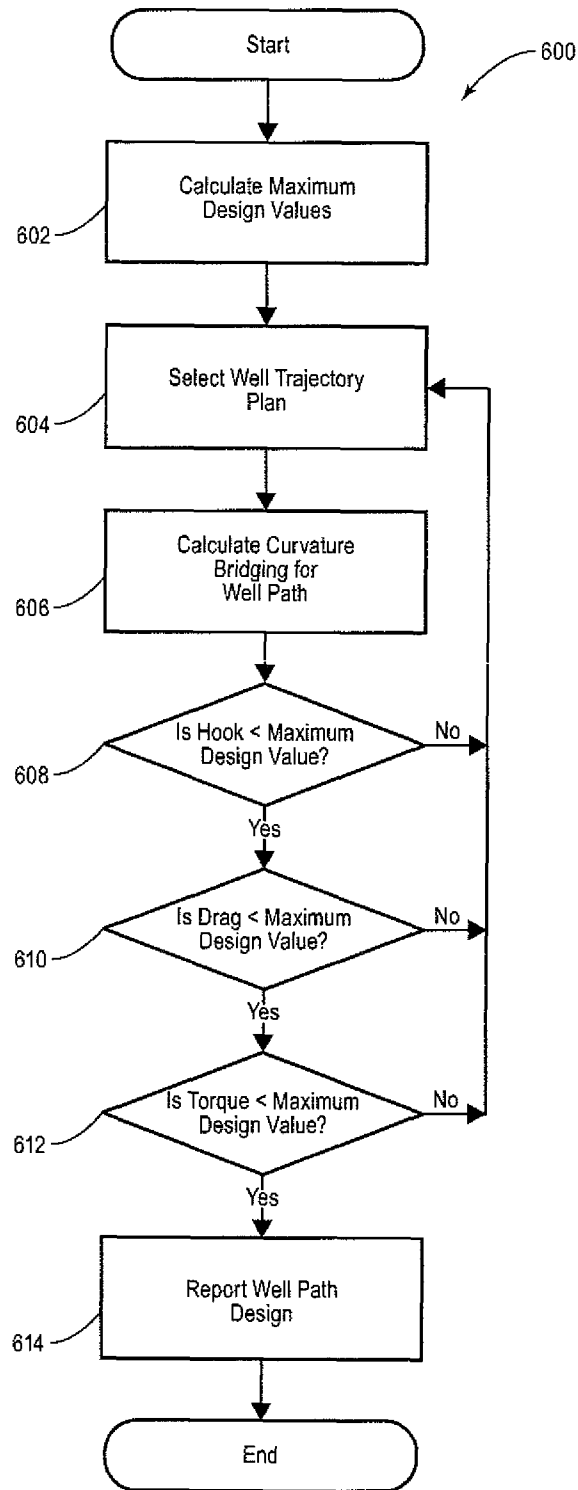 Start
600
Calculate Maximum
Design Values
602
Select Well Trajectory
Plan
604
Calculate Curvature
Bridging for
Well Path
606
Is Hook < Maximum
Design Value?
No
608
Yes
Is Drag < Maximum
Design Value?
No
610
Yes
Is Torque < Maximum
Design Value?
No
612
Yes
Report Well Path
Design
614
End